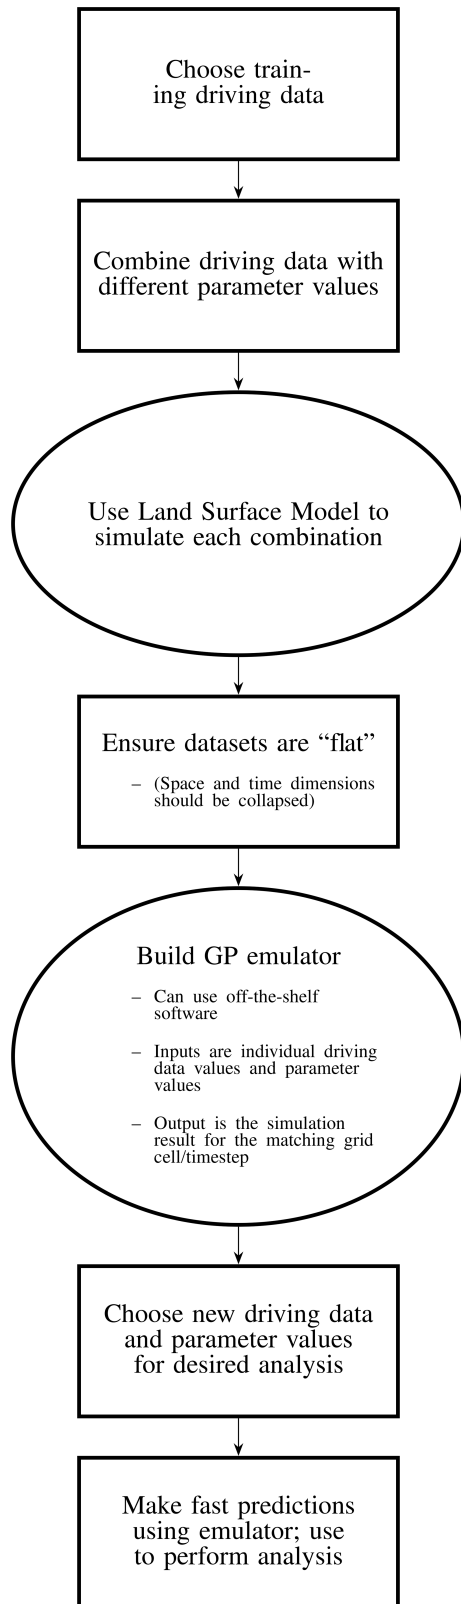 Choose train-
ing driving data
Combine driving data with
different parameter values
Use Land Surface Model to
simulate each combination
Ensure datasets are “flat”
– (Space and time dimensions
should be collapsed)
Build GP emulator
– Can use off-the-shelf
software
– Inputs are individual driving
data values and parameter
values
– Output is the simulation
result for the matching grid
cell/timestep
Choose new driving data
and parameter values
for desired analysis
Make fast predictions
using emulator; use
to perform analysis